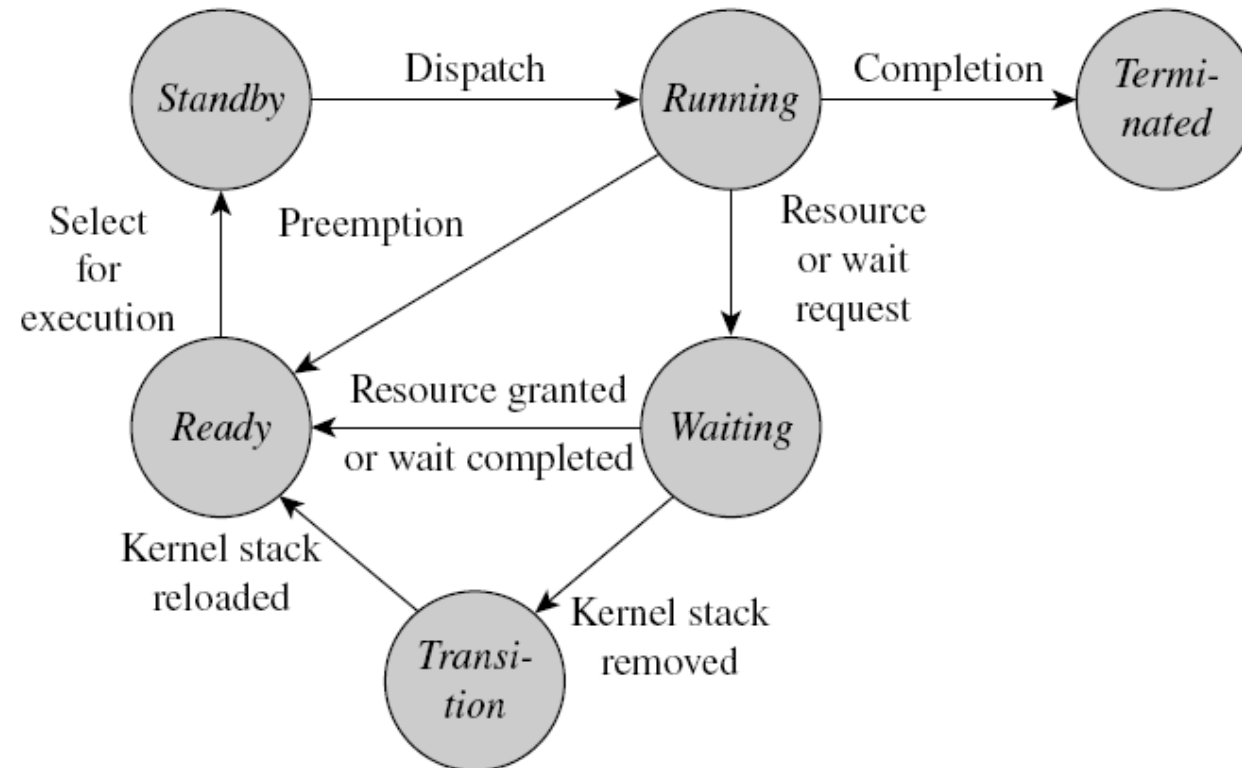 Standby
Dispatch
Running
Completion
Termi-
nated
Select
for
execution
Preemption
Resource
or wait
request
Ready
Resource granted
or wait completed
Waiting
Kernel stack
reloaded
Transi-
tion
Kernel stack
removed